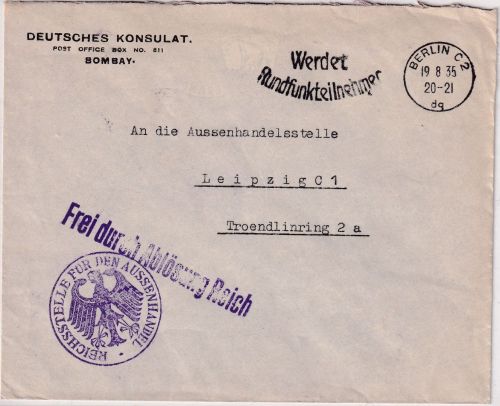 DEUTSCHES KONSULAT.
POST OFFICE BOX NO. 811
BOMBAY.
Werdet
Rundfunkteilnehmer
BERLIN C2
19 8 35
20-21
dq
An die Aussenhandelsstelle
Leipzig C 1
Troendlinring 2 a
Frei durch Ablösung Reich
REICHSSTELLE FÜR DEN AUSSENHANDEL